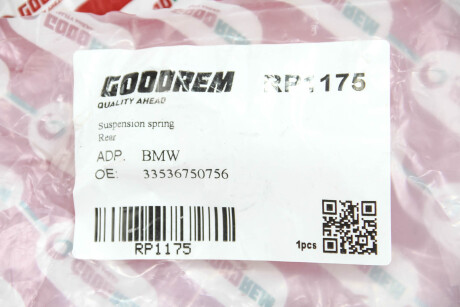 GOODREM RP1175
QUALITY AHEAD
Suspension spring
Rear
ADP. BMW
OE: 33536750756
RP1175
1pcs